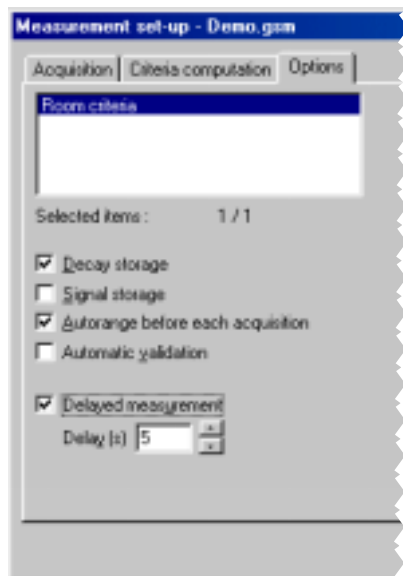 Measurement set-up - Demo.gsm
Acquisition Criteria computation Options
Room criteria
Selected items : 1 / 1
Decay storage
Signal storage
Autorange before each acquisition
Automatic validation
Delayed measurement
Delay (s) 5